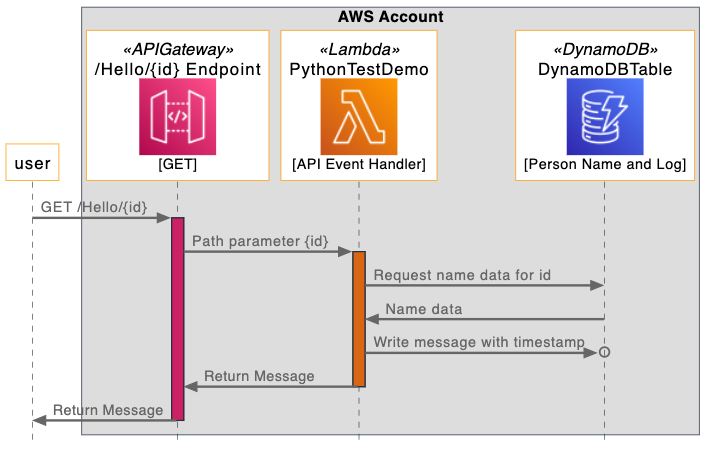 AWS Account
«APIGateway»
/Hello/{id} Endpoint
[GET]
«Lambda»
PythonTestDemo
[API Event Handler]
«DynamoDB»
DynamoDBTable
[Person Name and Log]
user
GET /Hello/{id}
Path parameter {id}
Request name data for id
Name data
Write message with timestamp
Return Message
Return Message